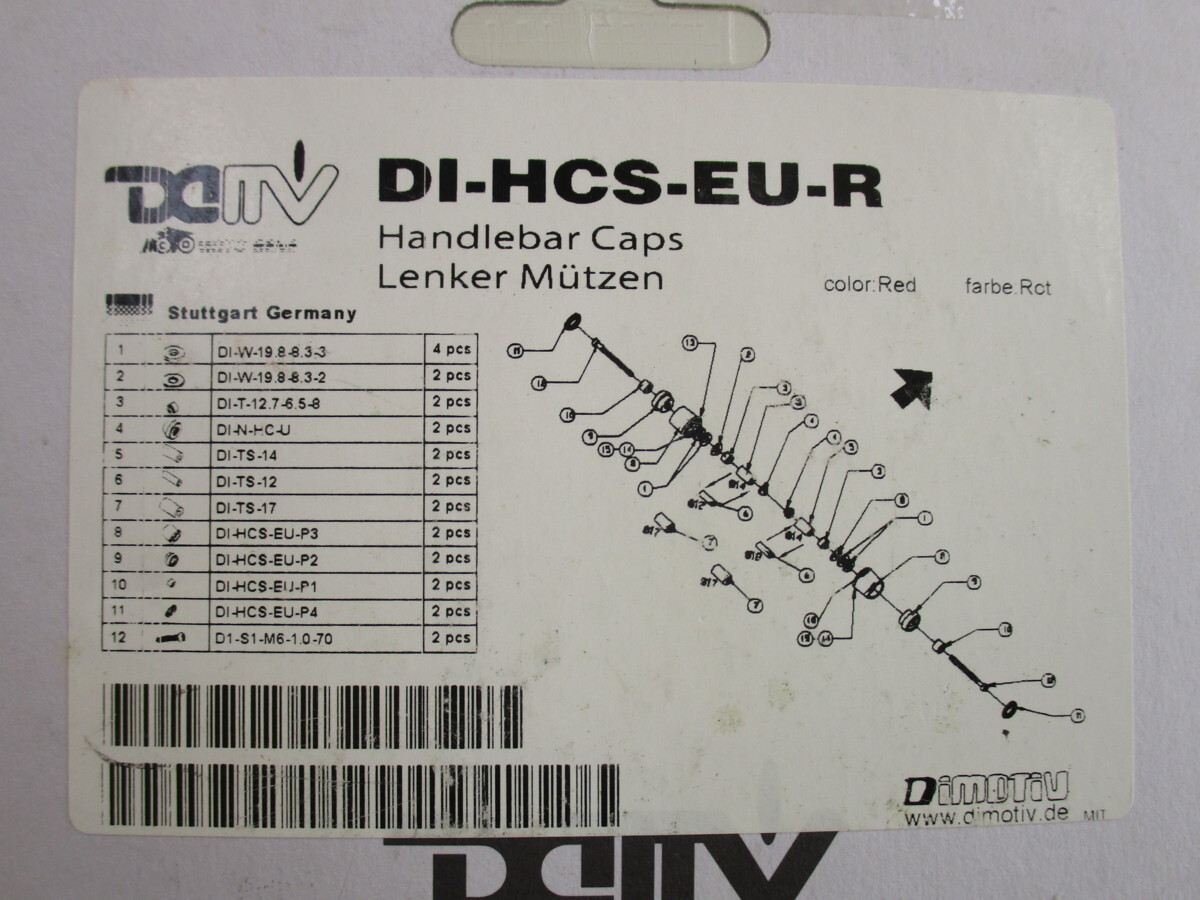 DI-HCS-EU-R
Handlebar Caps
Lenker Mützen
color:Red farbe:Rot
Stuttgart Germany
1 DI-W-19.8-8.3-3 4 pcs
2 DI-W-19.8-8.3-2 2 pcs
3 DI-T-12.7-6.5-8 2 pcs
4 DI-N-HC-U 2 pcs
5 DI-TS-14 2 pcs
6 DI-TS-12 2 pcs
7 DI-TS-17 2 pcs
8 DI-HCS-EU-P3 2 pcs
9 DI-HCS-EU-P2 2 pcs
10 DI-HCS-EU-P1 2 pcs
11 DI-HCS-EU-P4 2 pcs
12 D1-S1-M6-1.0-70 2 pcs
DiMOTiV
www.dimotiv.de MIT